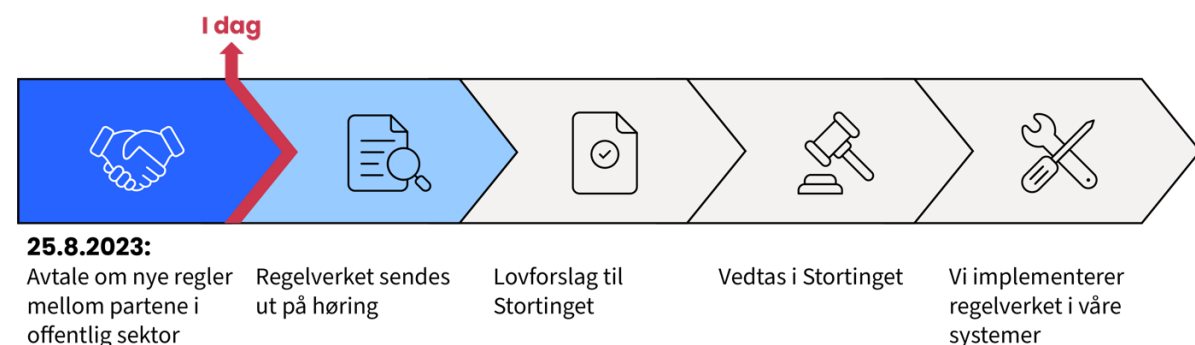 I dag
25.8.2023:
Avtale om nye regler
mellom partene i
offentlig sektor
Regelverket sendes
ut på høring
Lovforslag til
Stortinget
Vedtas i Stortinget
Vi implementerer
regelverket i våre
systemer